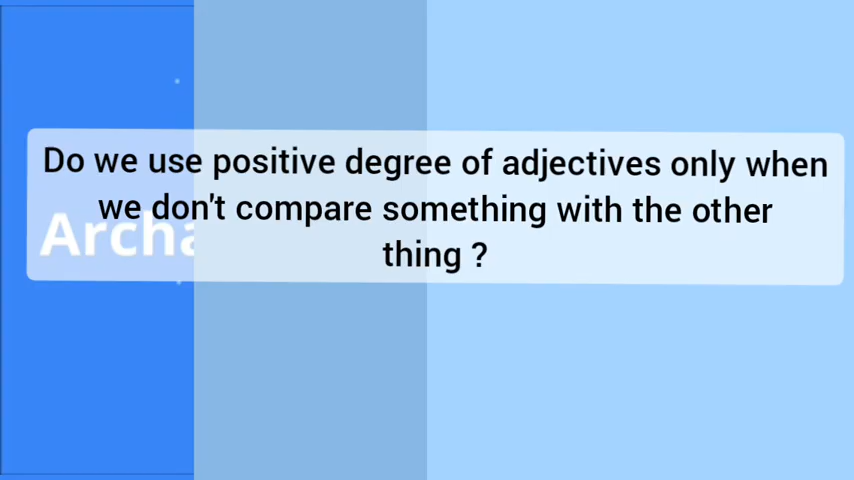 Do we use positive degree of adjectives only when
we don't compare something with the other
thing ?